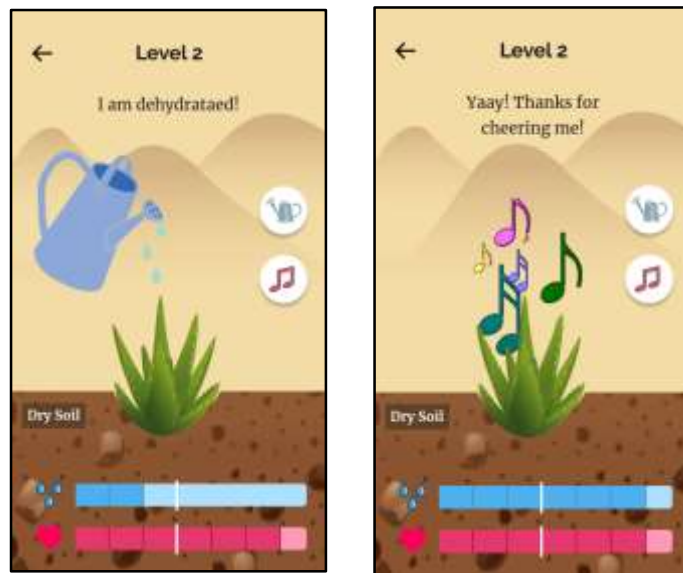 Level 2
I am dehydrataed!
Dry Soil
Level 2
Yaay! Thanks for
cheering me!
Dry Soil